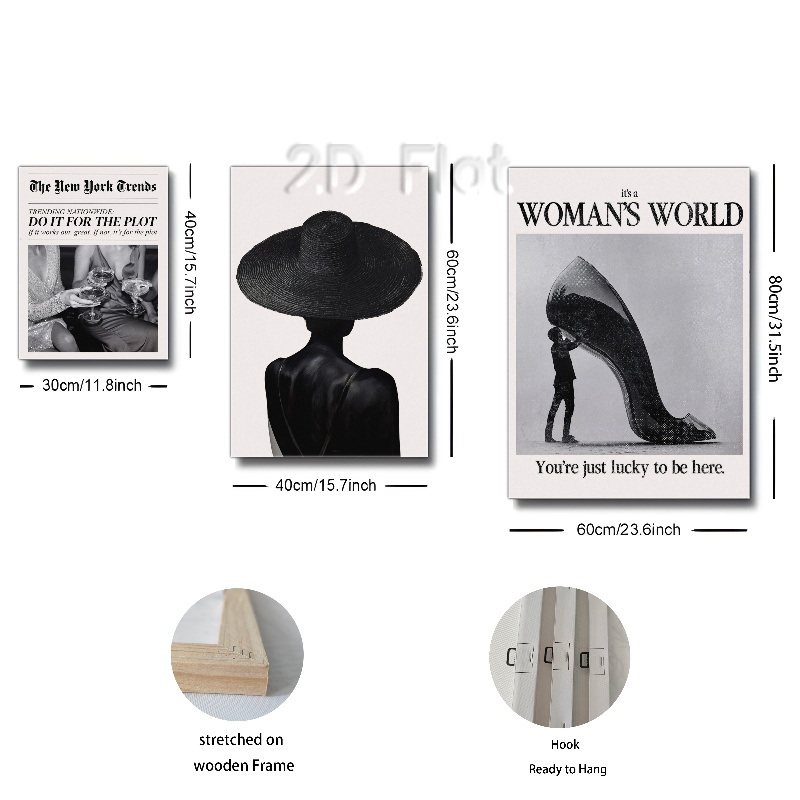 2D Flat
The New York Trends
TRENDING NATIONWIDE:
DO IT FOR THE PLOT
If it works out, great. If not, it's for the plot
40cm/15.7inch
30cm/11.8inch
60cm/23.6inch
40cm/15.7inch
it's a
WOMAN'S WORLD
You're just lucky to be here.
80cm/31.5inch
60cm/23.6inch
stretched on
wooden Frame
Hook
Ready to Hang